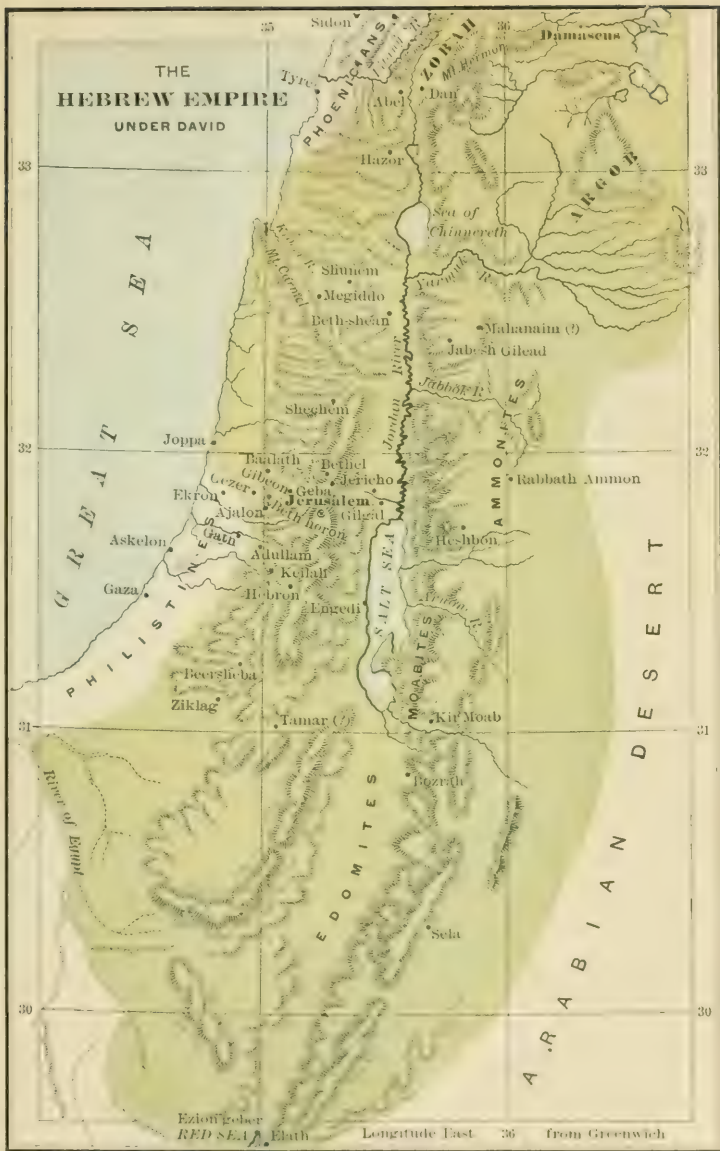 THE
HEBREW EMPIRE
UNDER DAVID
35
36
Sidon
PHOENICIANS
ZOBAH
Mt. Hermon
Damascus
Tyre
Abel
Dan
Hazor
33
33
ARGOB
Sea of
Chinnereth
Mt. Carmel
Shunem
Megiddo
Beth-shean
Yarmuk R.
Mahanaim (?)
Jabesh Gilead
GREAT SEA
Jordan River
Jabbok R.
Shechem
AMMONITES
32
32
Joppa
Baalath
Bethel
Gibeon
Gezer
Geba
Jericho
Rabbath Ammon
Ekron
Jerusalem
Ajalon
Beth horon
Gilgal
Heshbon
PHILISTINES
Gath
Askelon
Adullam
Keilah
Gaza
Hebron
Engedi
SALT SEA
MOABITES
Beersheba
Ziklag
Tamar (?)
Kir Moab
31
31
ARABIAN DESERT
River of Egypt
Bozrah
EDOMITES
Sela
30
30
Ezion geber
RED SEA
Elath
Longitude East 36 from Greenwich